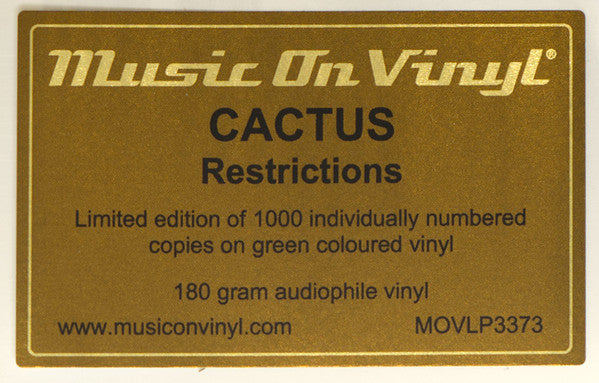 Music On Vinyl®
CACTUS
Restrictions
Limited edition of 1000 individually numbered
copies on green coloured vinyl
180 gram audiophile vinyl
www.musiconvinyl.com MOVLP3373